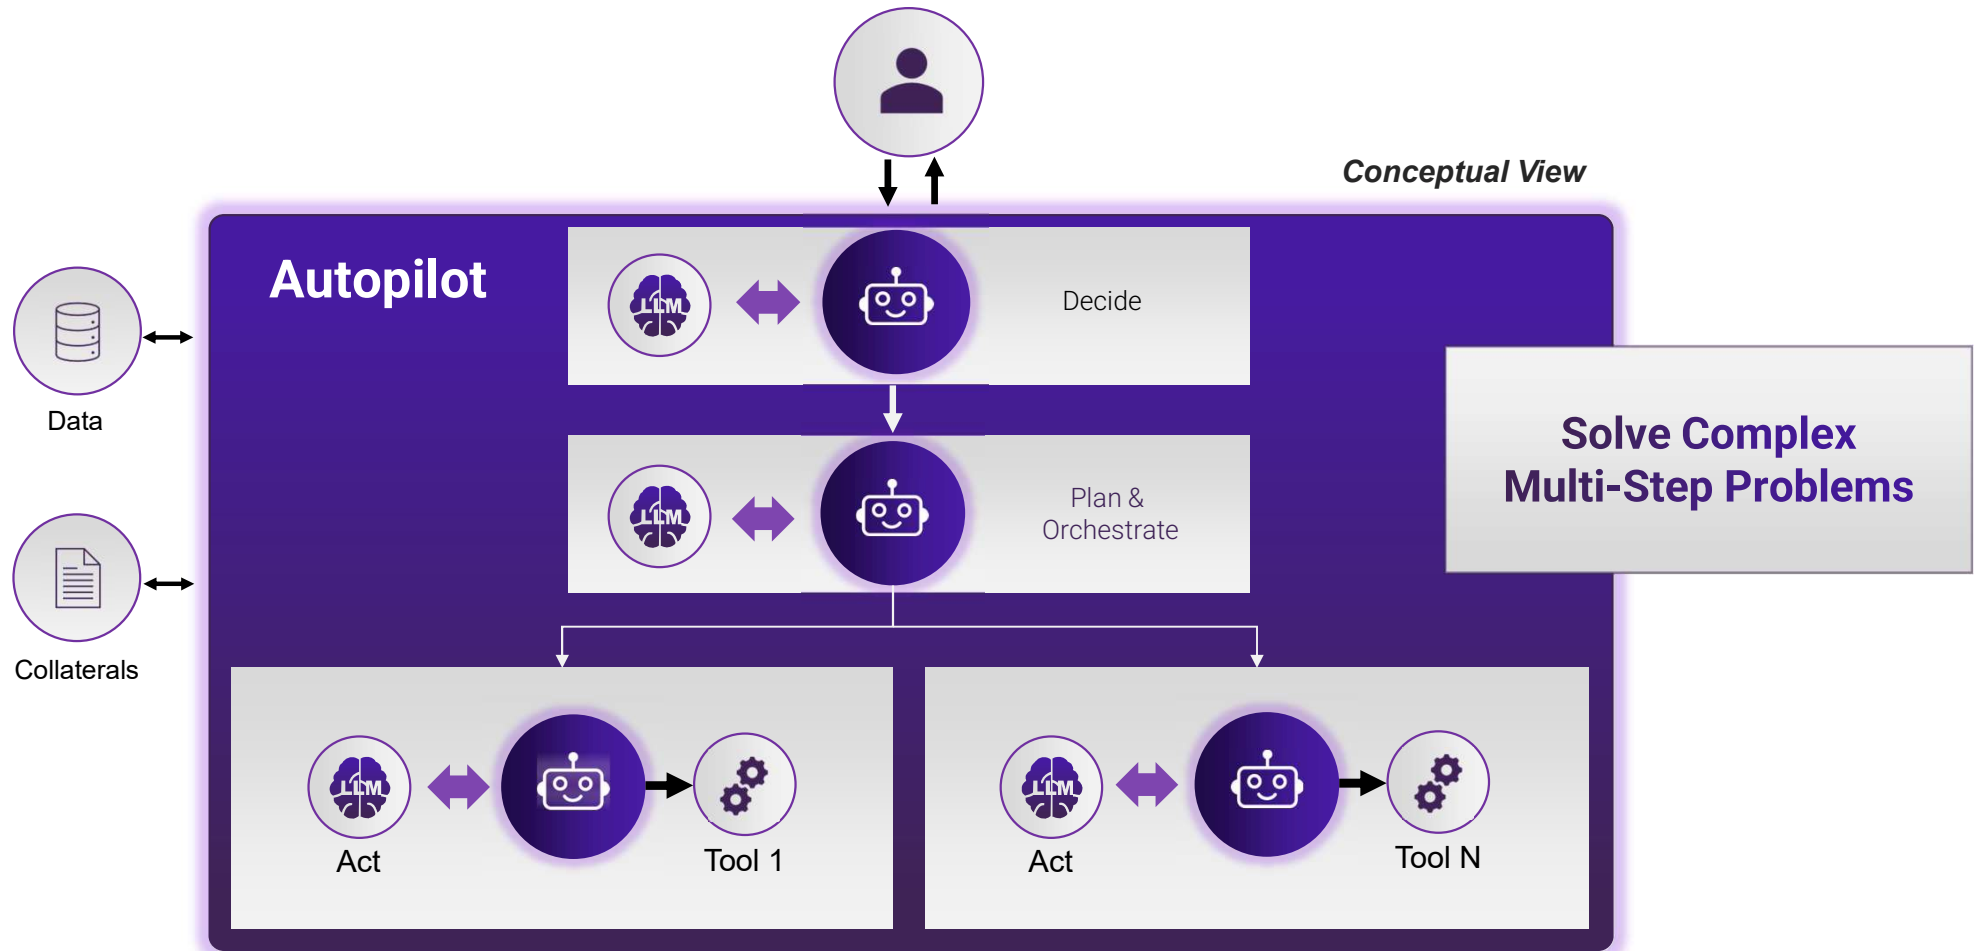 Conceptual View
Autopilot
LLM
Decide
Data
Solve Complex
Multi-Step Problems
LLM
Plan &
Orchestrate
Collaterals
LLM
Act
Tool 1
LLM
Act
Tool N